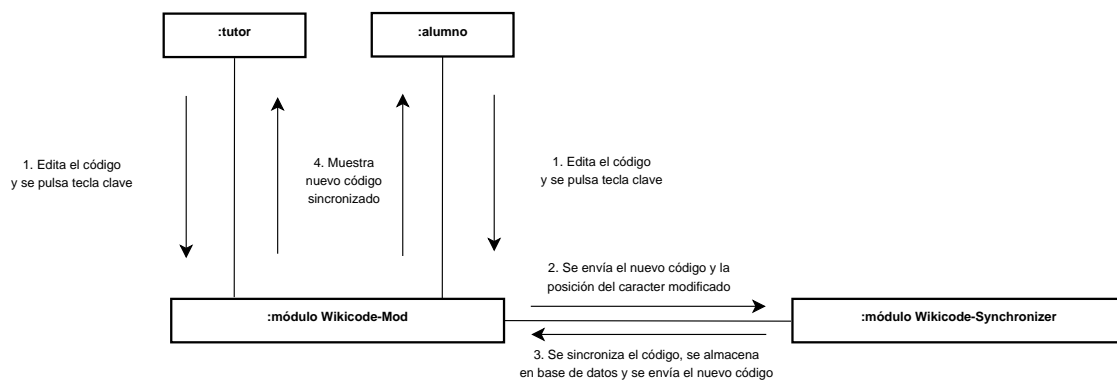 :tutor
:alumno
1. Edita el código
y se pulsa tecla clave
4. Muestra
nuevo código
sincronizado
1. Edita el código
y se pulsa tecla clave
2. Se envía el nuevo código y la
posición del caracter modificado
:módulo Wikicode-Mod
:módulo Wikicode-Synchronizer
3. Se sincroniza el código, se almacena
en base de datos y se envía el nuevo código